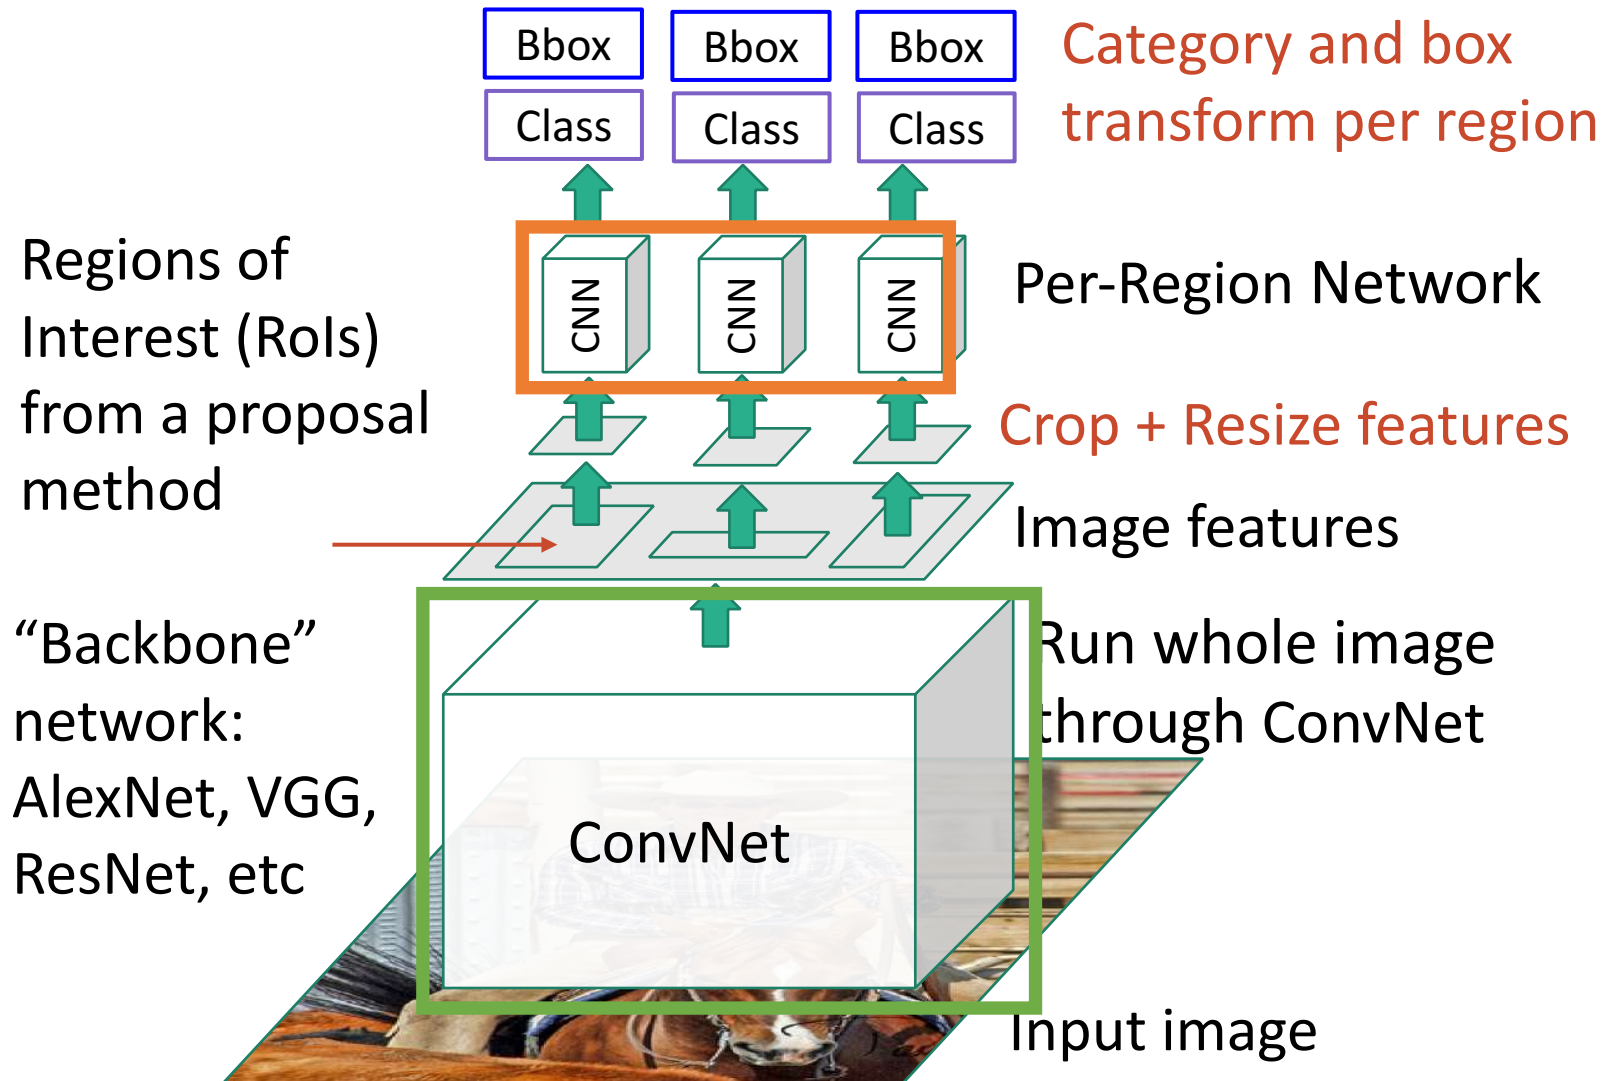 Bbox
Bbox
Bbox
Class
Class
Class
Category and box
transform per region
Regions of
Interest (RoIs)
from a proposal
method
CNN
CNN
CNN
Per-Region Network
Crop + Resize features
Image features
“Backbone”
network:
AlexNet, VGG,
ResNet, etc
Run whole image
through ConvNet
ConvNet
Input image